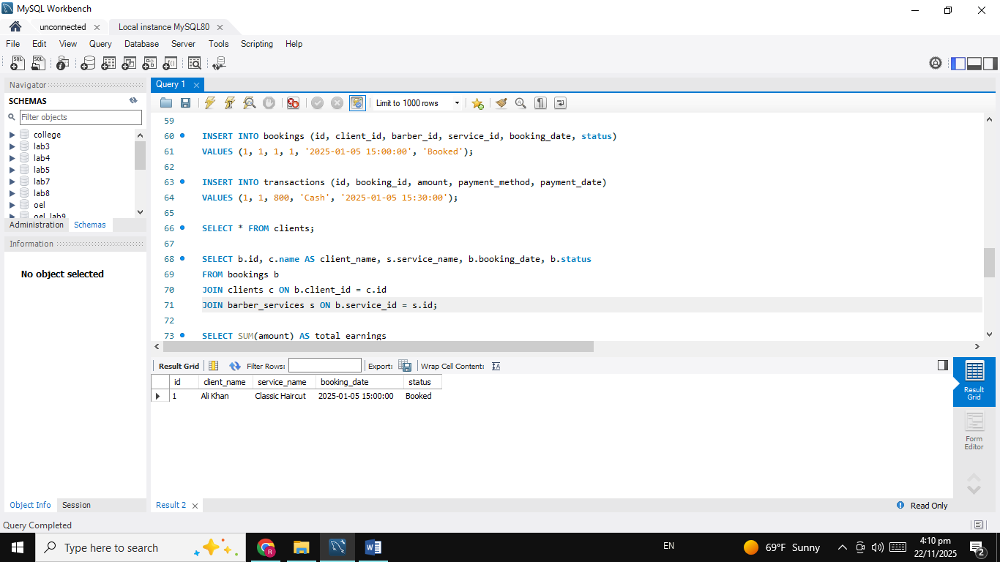 MySQL Workbench
unconnected
Local instance MySQL80
File Edit View Query Database Server Tools Scripting Help
Navigator
SCHEMAS
Filter objects
college
lab3
lab4
lab5
lab7
lab8
oel
oel_lab9
Administration Schemas
Information
No object selected
Object Info Session
Query 1
Limit to 1000 rows
59
60 INSERT INTO bookings (id, client_id, barber_id, service_id, booking_date, status)
61 VALUES (1, 1, 1, 1, '2025-01-05 15:00:00', 'Booked');
62
63 INSERT INTO transactions (id, booking_id, amount, payment_method, payment_date)
64 VALUES (1, 1, 800, 'Cash', '2025-01-05 15:30:00');
65
66 SELECT * FROM clients;
67
68 SELECT b.id, c.name AS client_name, s.service_name, b.booking_date, b.status
69 FROM bookings b
70 JOIN clients c ON b.client_id = c.id
71 JOIN barber_services s ON b.service_id = s.id;
72
73 SELECT SUM(amount) AS total earnings
Result Grid Filter Rows: Export: Wrap Cell Content:
id client_name service_name booking_date status
1 Ali Khan Classic Haircut 2025-01-05 15:00:00 Booked
Result
Grid
Form
Editor
Result 2
Read Only
Query Completed
Type here to search
EN
69°F Sunny
4:10 pm
22/11/2025
2